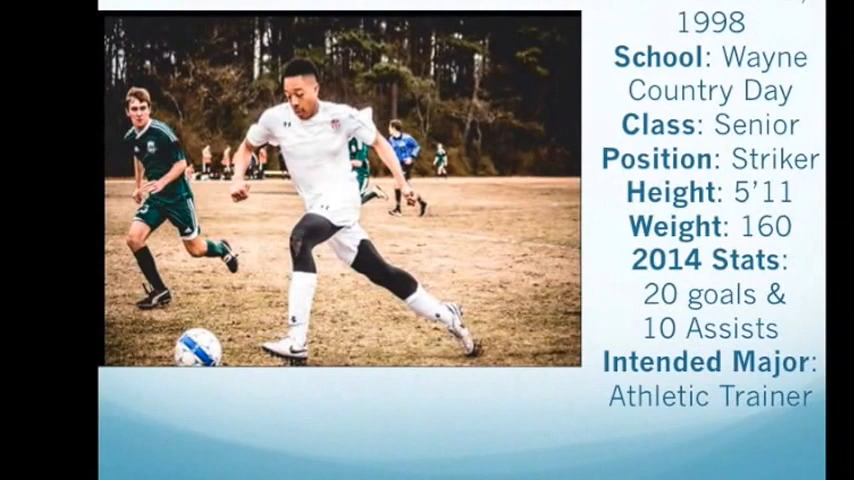 1998
School: Wayne
Country Day
Class: Senior
Position: Striker
Height: 5'11
Weight: 160
2014 Stats:
20 goals &
10 Assists
Intended Major:
Athletic Trainer